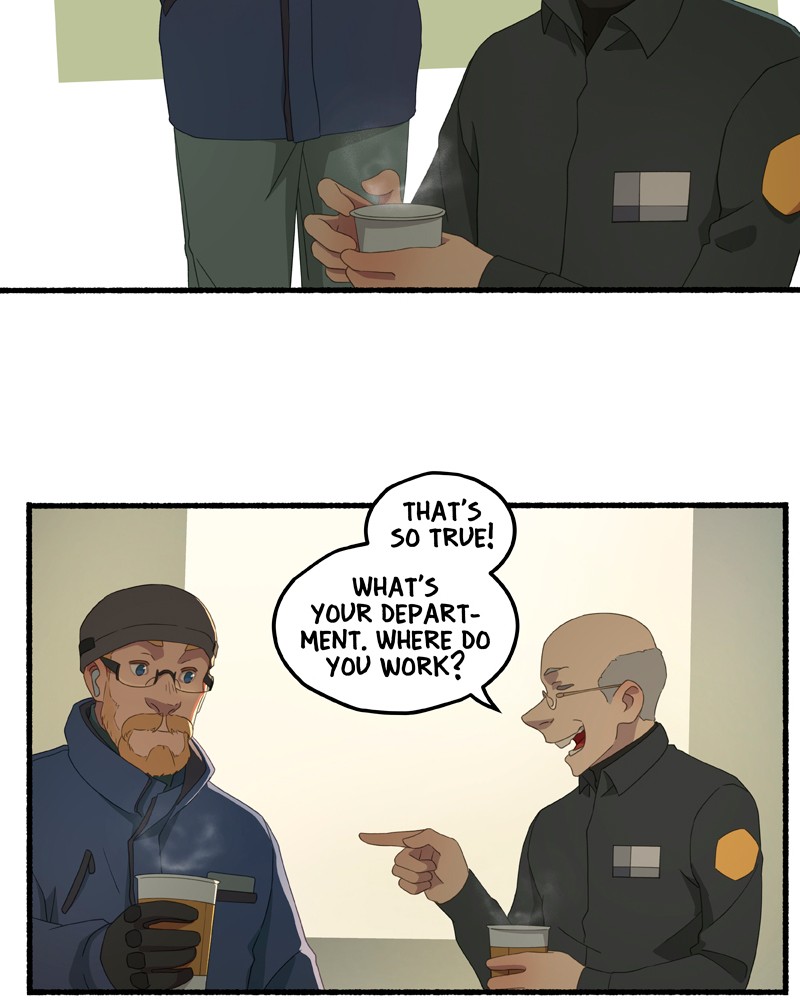 THAT'S
SO TRUE!
WHAT'S
YOUR DEPART-
MENT. WHERE DO
YOU WORK?